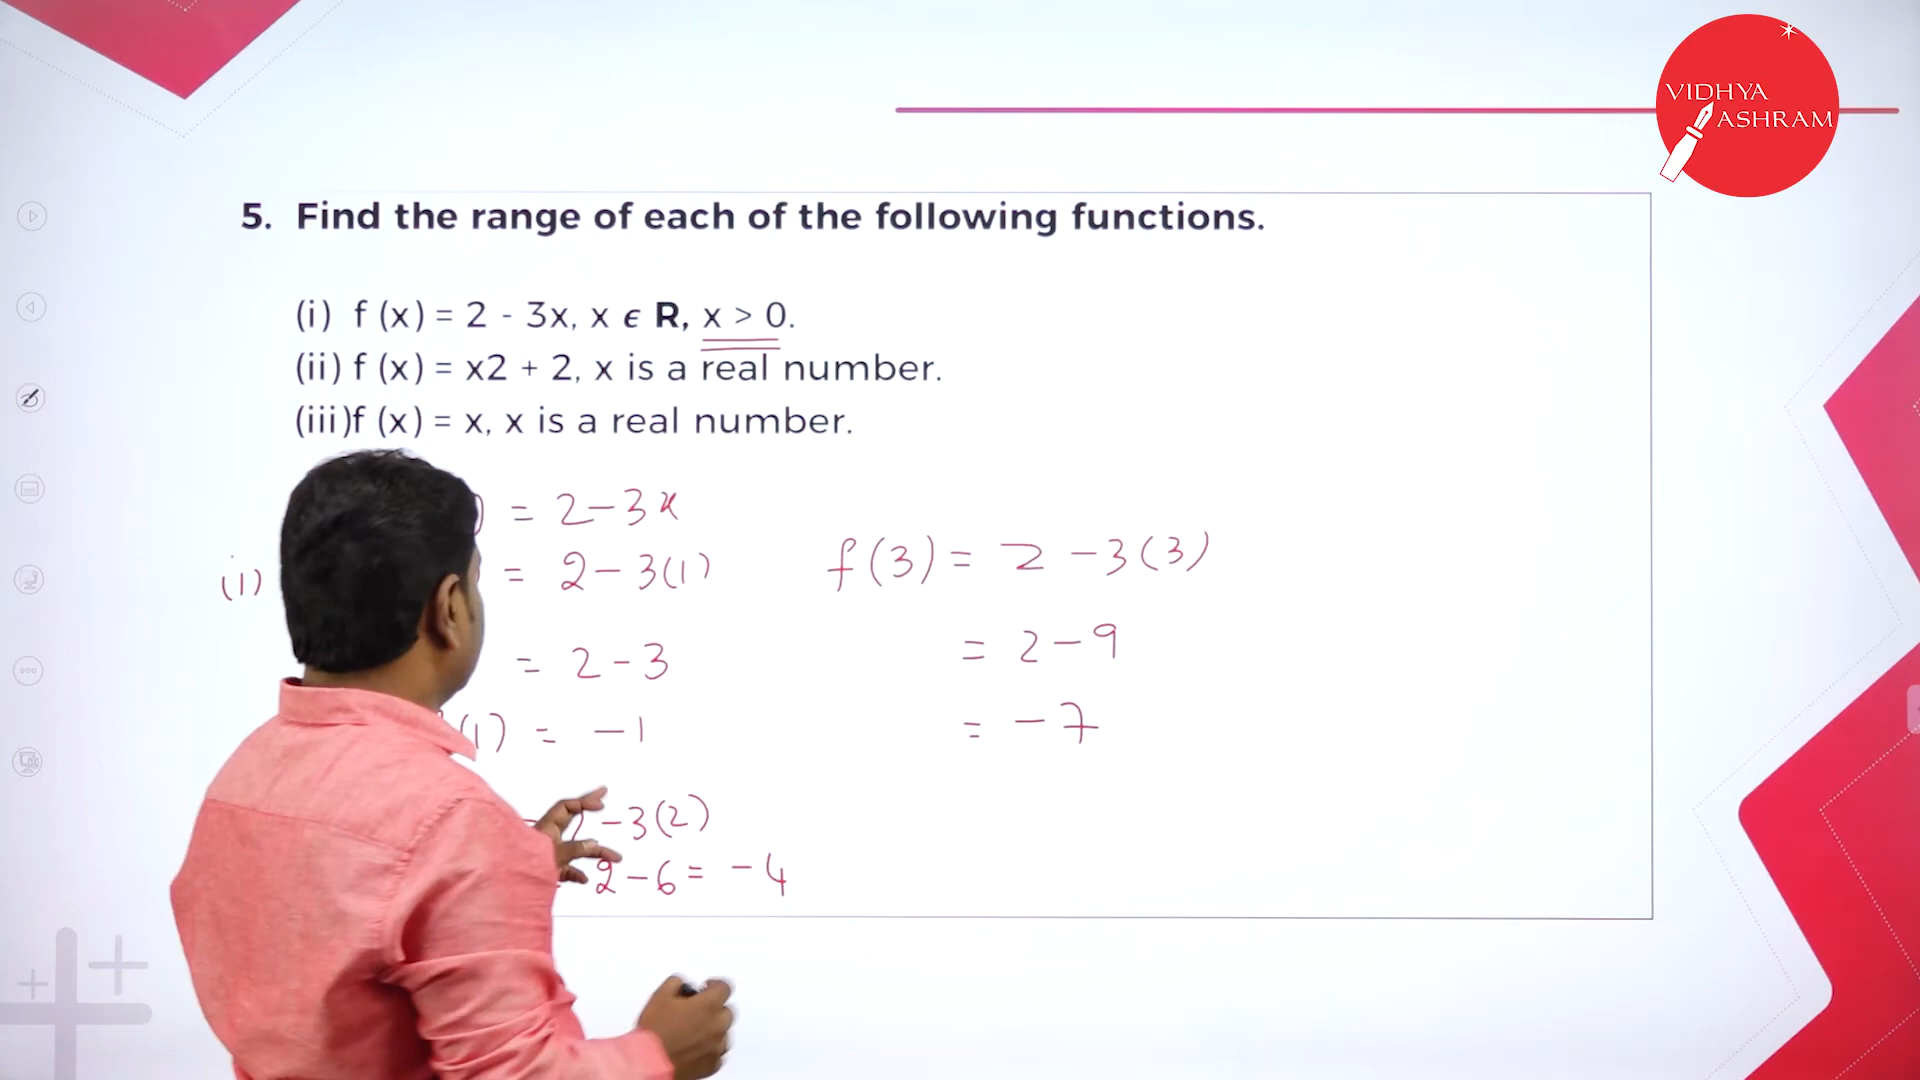 VIDHYA
ASHRAM
5. Find the range of each of the following functions.
(i) f (x) = 2 - 3x, x ϵ R, x > 0.
(ii) f (x) = x2 + 2, x is a real number.
(iii)f (x) = x, x is a real number.
(i)
) = 2-3x
= 2-3(1)
= 2-3
(1) = -1
2-3(2)
2-6 = -4
f(3) = 2-3(3)
= 2-9
= -7